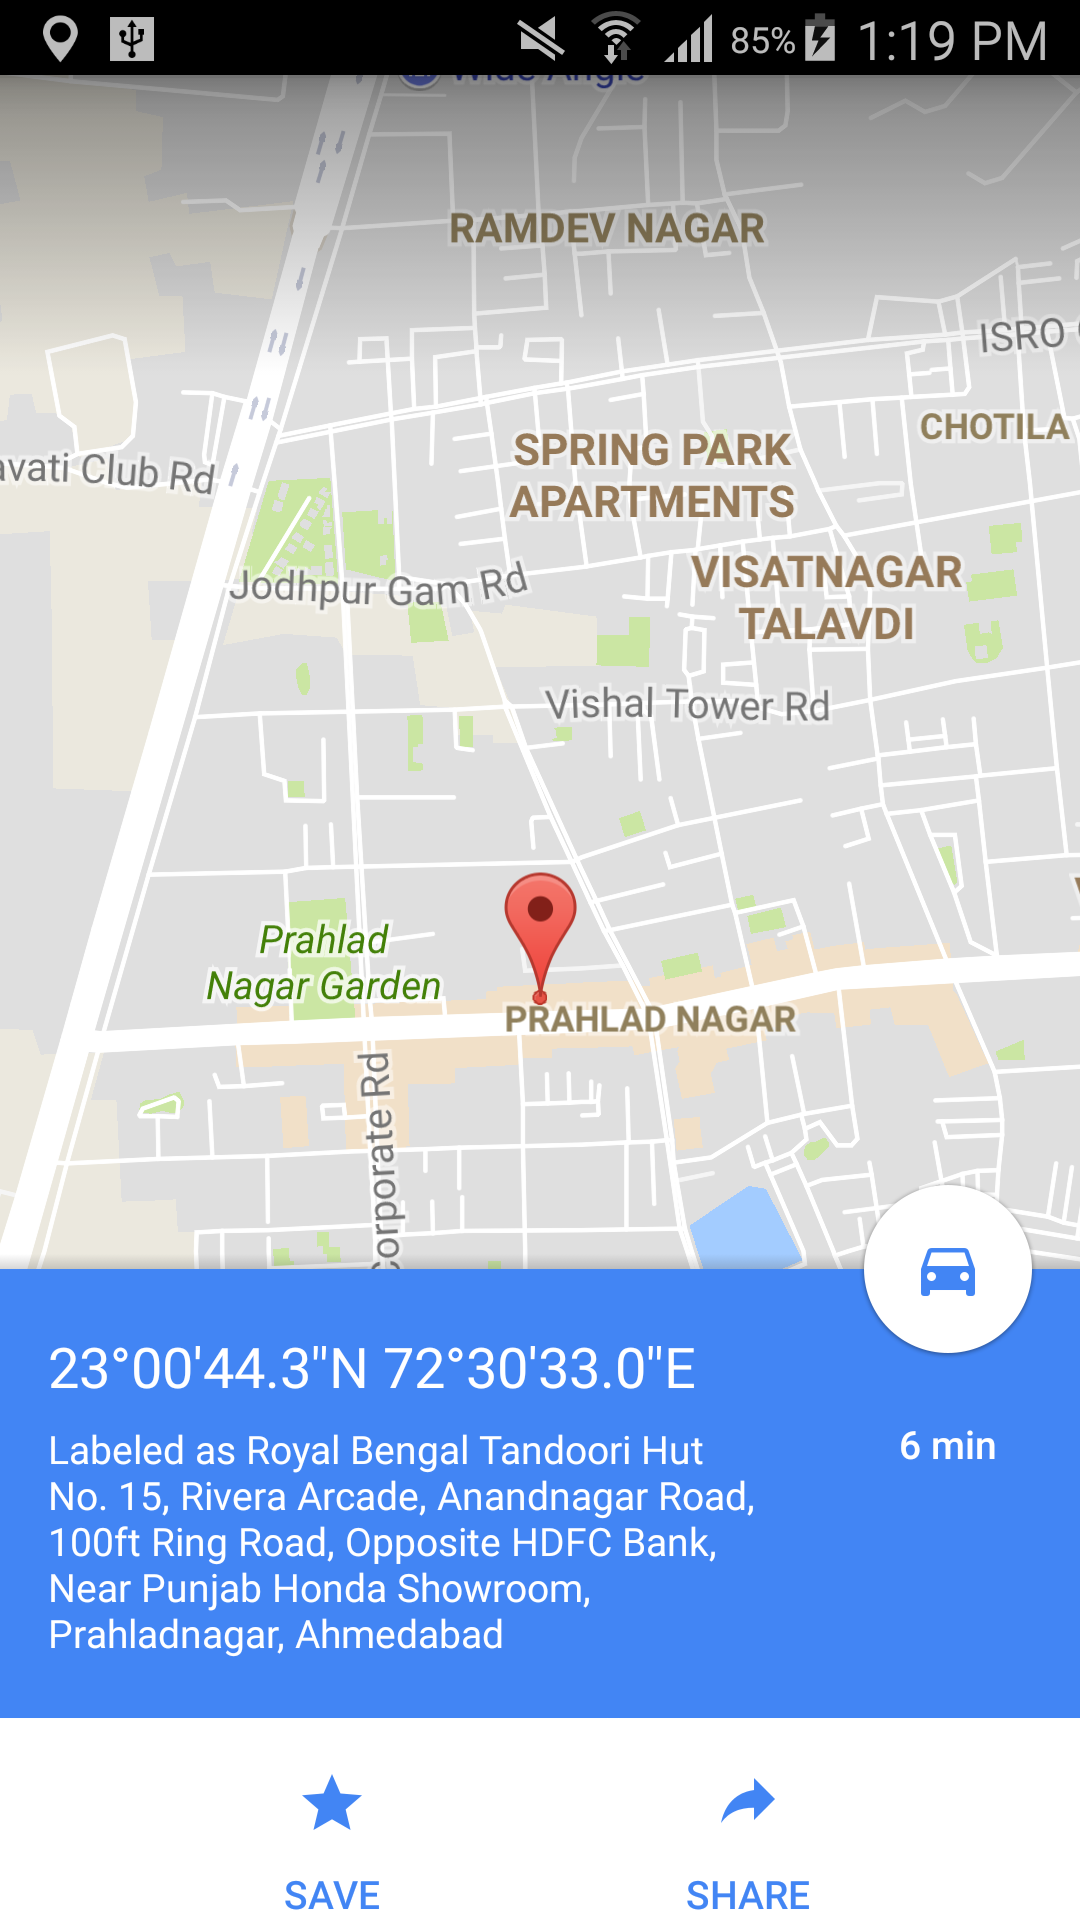 85% 1:19 PM
Wide Angle
RAMDEV NAGAR
ISRO
CHOTILA
SPRING PARK
APARTMENTS
avati Club Rd
VISATNAGAR
TALAVDI
Jodhpur Gam Rd
Vishal Tower Rd
Prahlad
Nagar Garden
PRAHLAD NAGAR
orporate Rd
23°00'44.3"N 72°30'33.0"E
Labeled as Royal Bengal Tandoori Hut
6 min
No. 15, Rivera Arcade, Anandnagar Road,
100ft Ring Road, Opposite HDFC Bank,
Near Punjab Honda Showroom,
Prahladnagar, Ahmedabad
SAVE SHARE